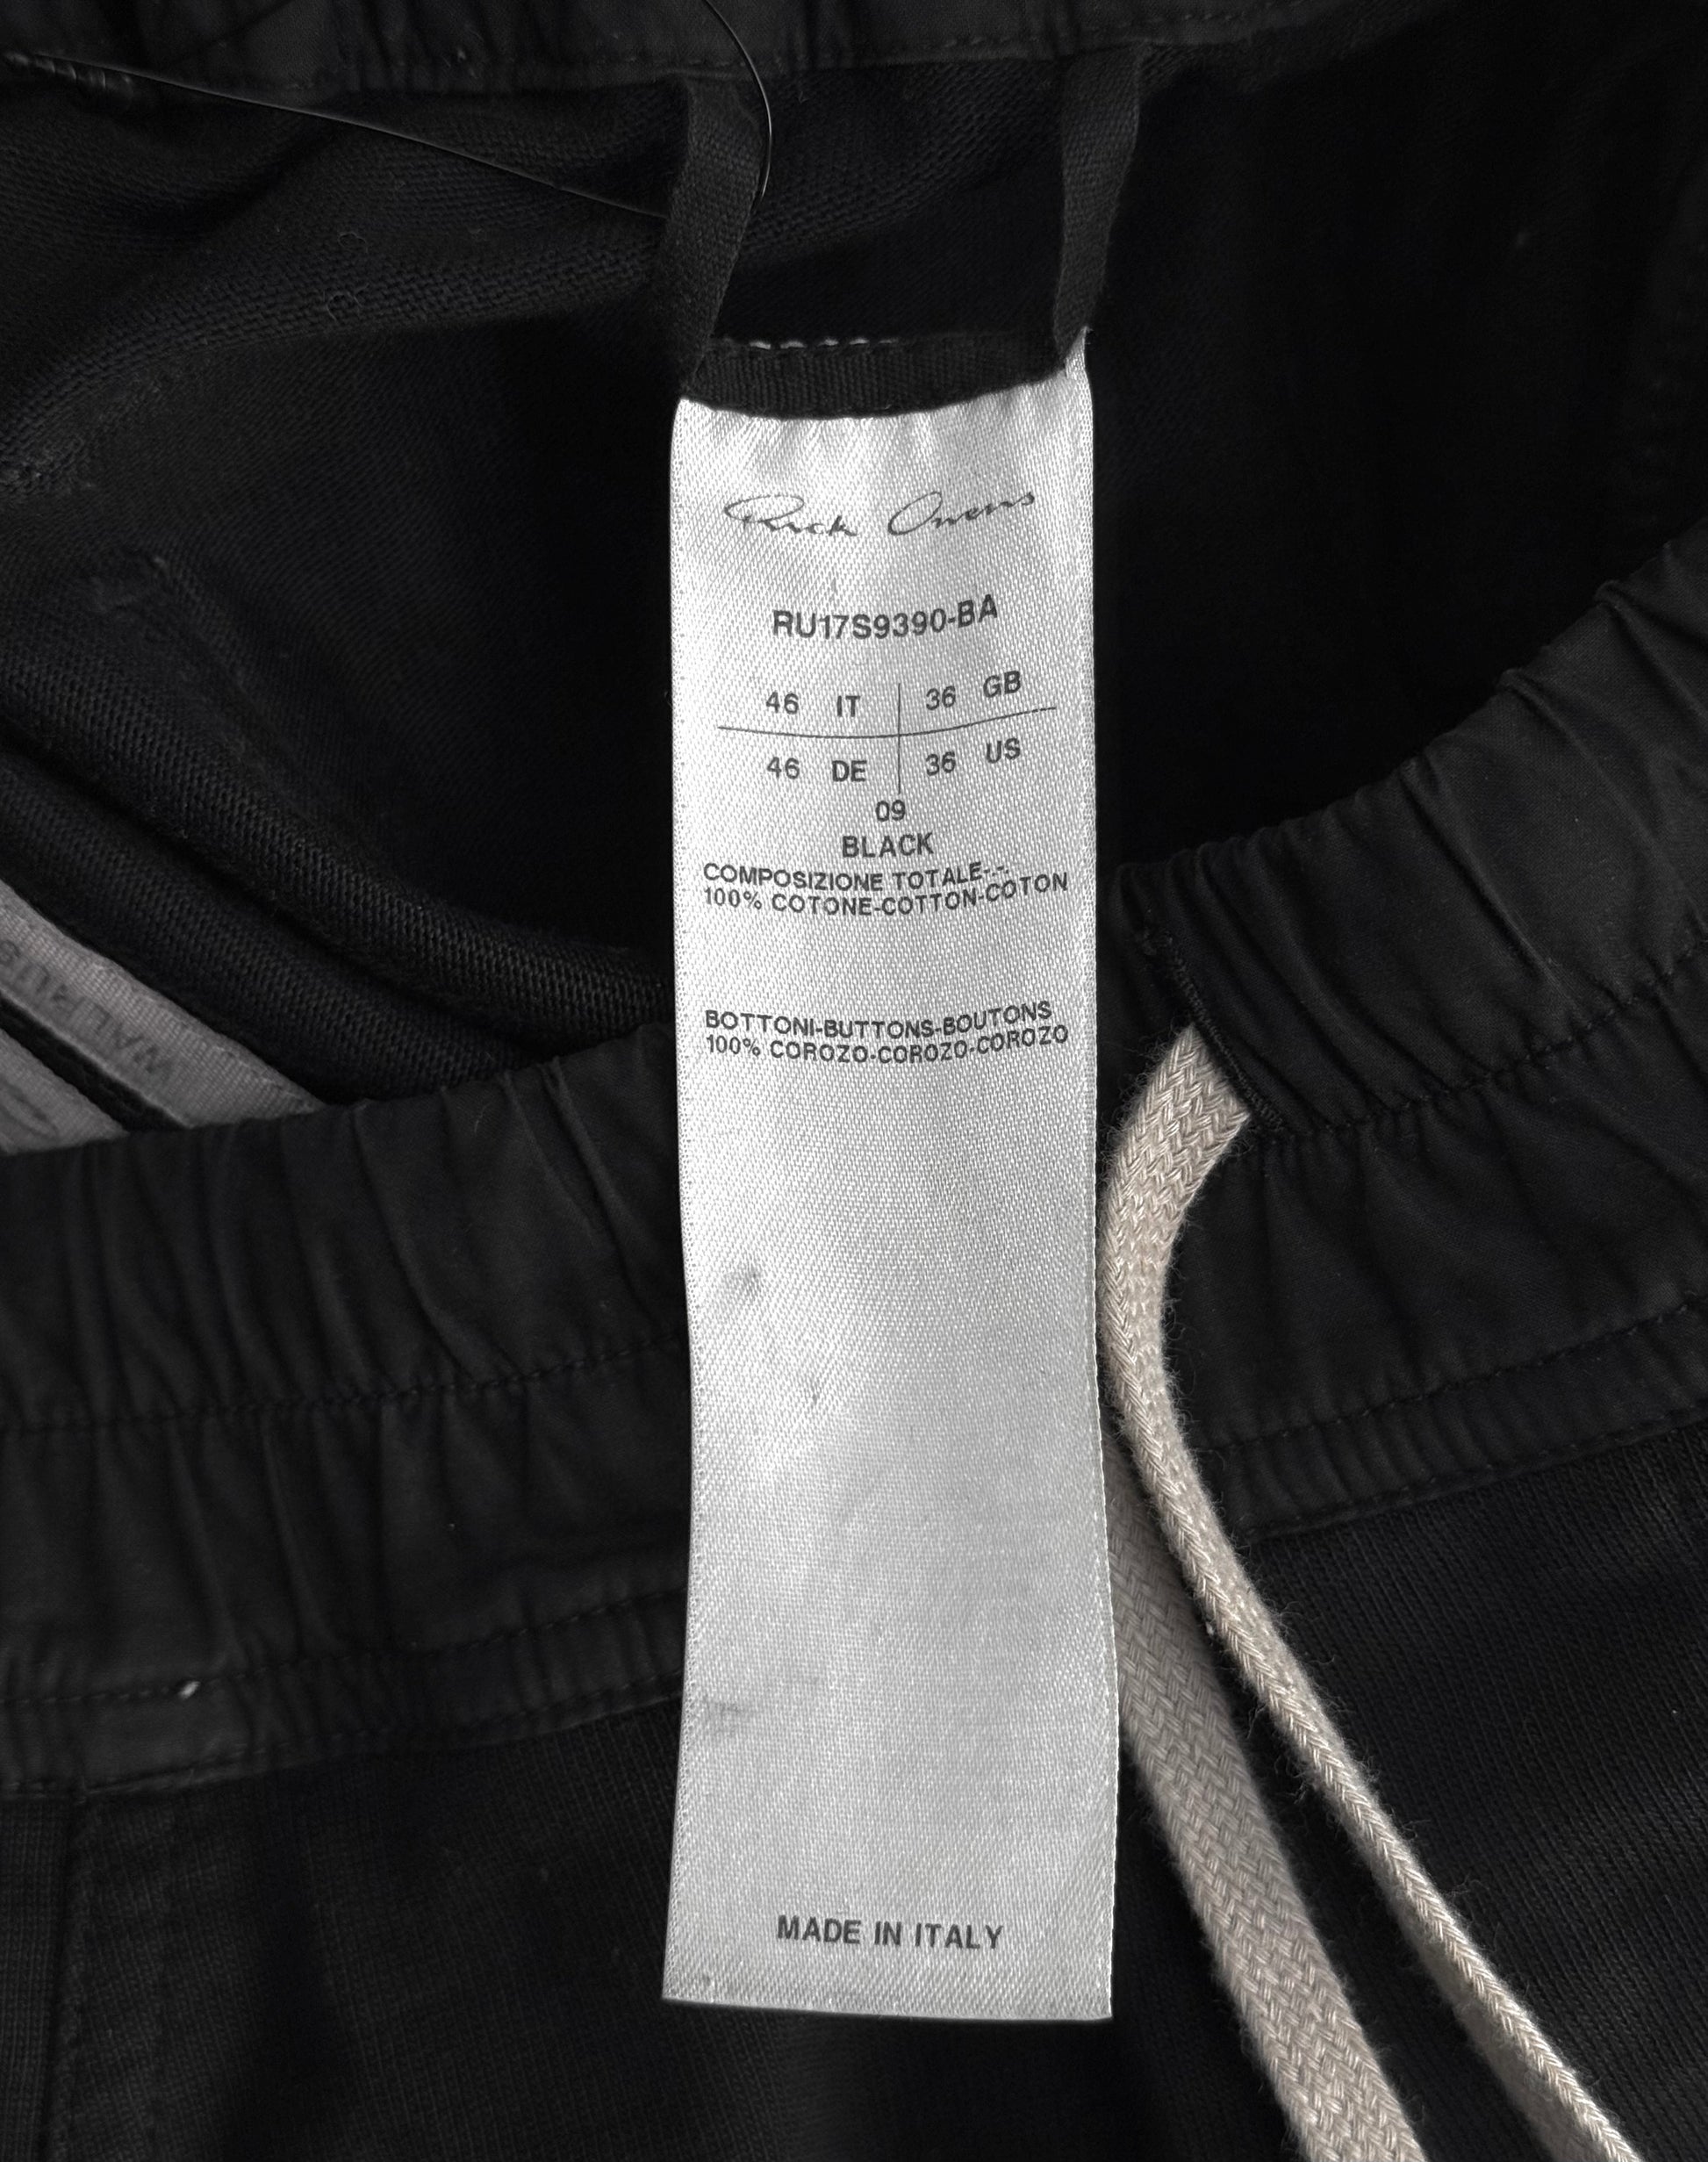 Rick Owens
RU17S9390-BA
46 IT 36 GB
46 DE 36 US
09
BLACK
COMPOSIZIONE TOTALE--.
100% COTONE-COTTON-COTON
BOTTONI-BUTTONS-BOUTONS
100% COROZO-COROZO-COROZO
MADE IN ITALY
WALRUS